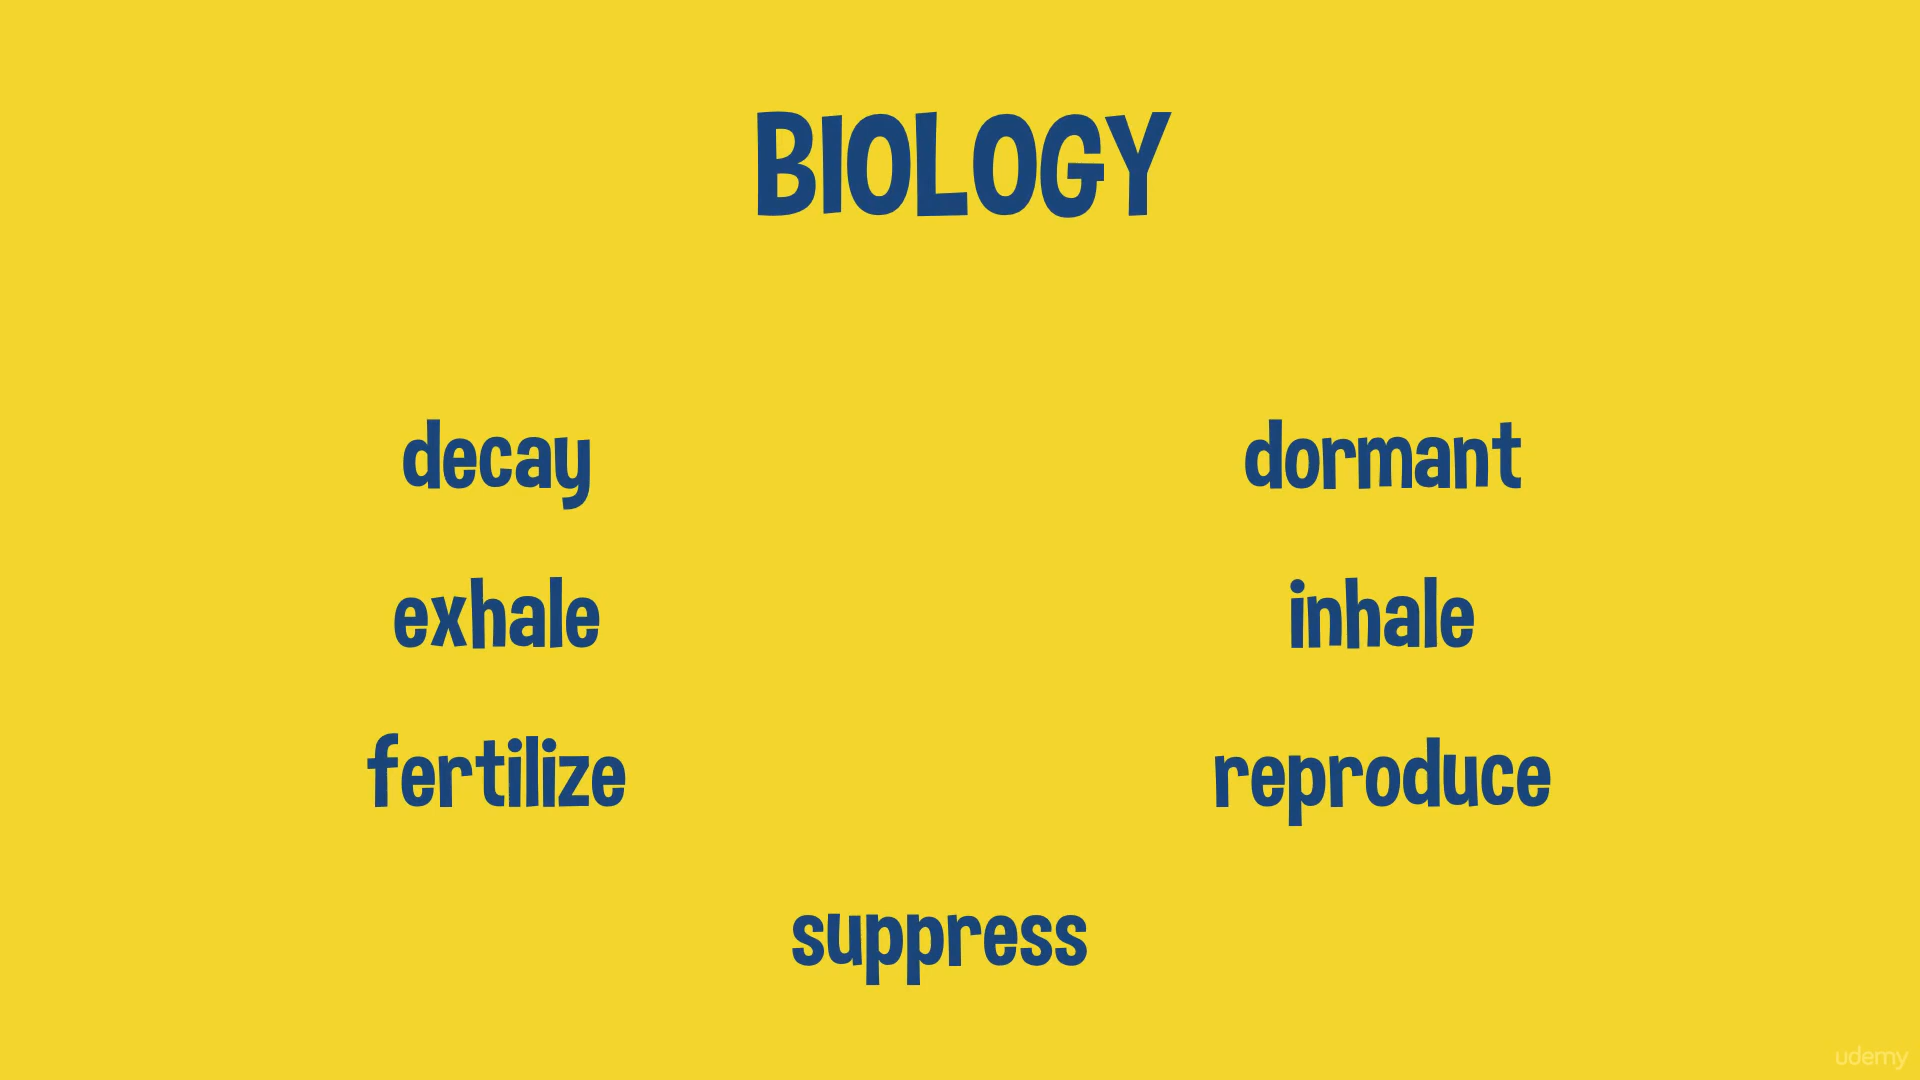 BIOLOGY
decay dormant
exhale inhale
fertilize reproduce
suppress
udemy